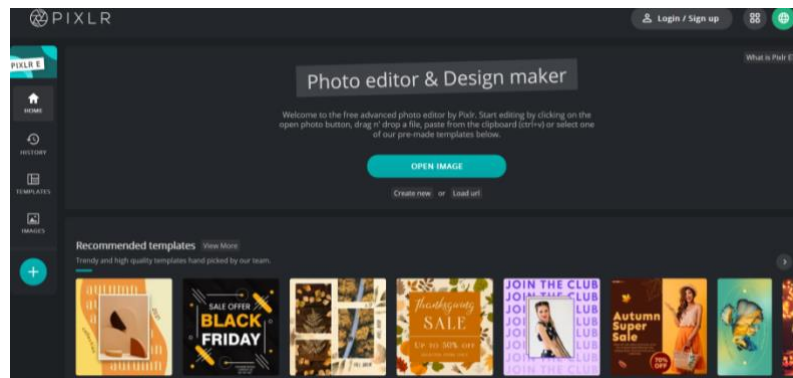 PIXLR
Login / Sign up
PIXLR E
What is Pixlr E
Photo editor & Design maker
HOME
Welcome to the free advanced photo editor by Pixlr. Start editing by clicking on the
open photo button, drag n' drop a file, paste from the clipboard (ctrl+v) or select one
of our pre-made templates below.
HISTORY
OPEN IMAGE
TEMPLATES
Create new or Load url
IMAGES
Recommended templates View More
Trendy and high quality templates hand picked by our team.
autumn
autumn
SALE OFFER
BLACK
FRIDAY
Thanksgiving
SALE
UP TO 50% OFF
JOIN THE CLUB
JOIN THE CLUB
Autumn
Super
Sale
70%
OFF